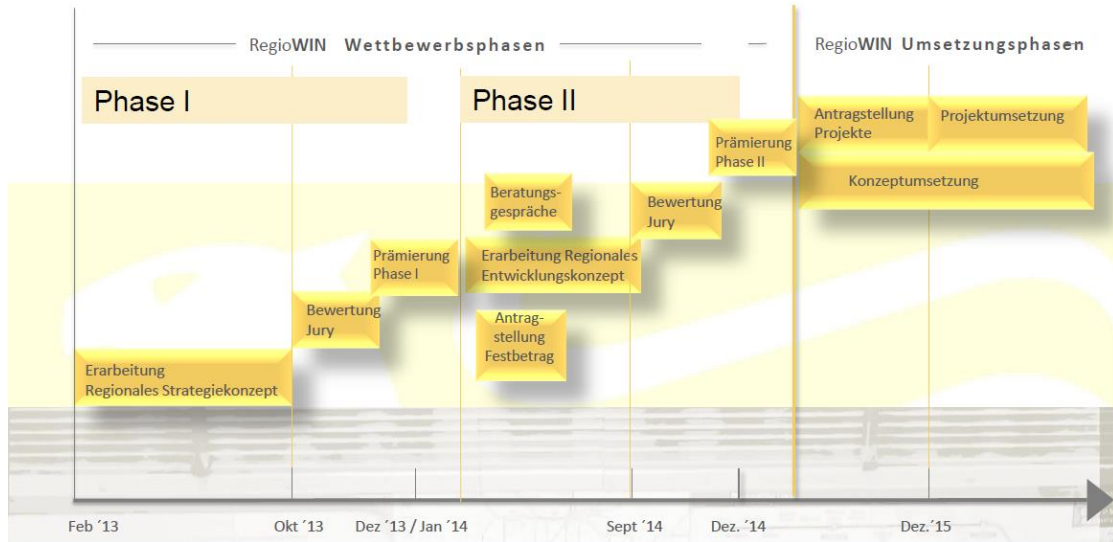 RegioWIN Wettbewerbsphasen
RegioWIN Umsetzungsphasen
Phase I
Phase II
Antragstellung
Projekte
Projektumsetzung
Prämierung
Phase II
Konzeptumsetzung
Beratungs-
gespräche
Bewertung
Jury
Prämierung
Phase I
Erarbeitung Regionales
Entwicklungskonzept
Bewertung
Jury
Antrag-
stellung
Festbetrag
Erarbeitung
Regionales Strategiekonzept
Feb ´13
Okt ´13
Dez ´13 / Jan ´14
Sept ´14
Dez. ´14
Dez.´15